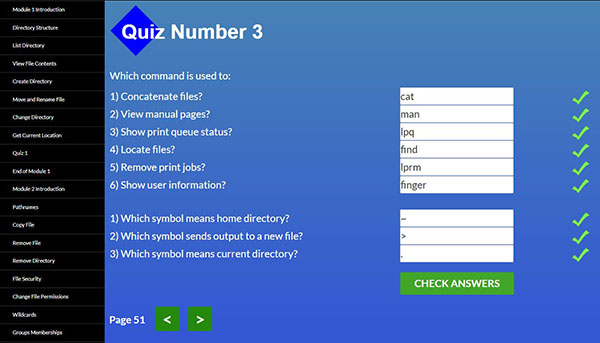 Module 1 Introduction
Directory Structure
List Directory
View File Contents
Create Directory
Move and Rename File
Change Directory
Get Current Location
Quiz 1
End of Module 1
Module 2 Introduction
Pathnames
Copy File
Remove File
Remove Directory
File Security
Change File Permissions
Wildcards
Groups Memberships
Quiz Number 3
Which command is used to:
1) Concatenate files? cat
2) View manual pages? man
3) Show print queue status? lpq
4) Locate files? find
5) Remove print jobs? lprm
6) Show user information? finger
1) Which symbol means home directory? ~
2) Which symbol sends output to a new file? >
3) Which symbol means current directory? .
CHECK ANSWERS
Page 51 < >